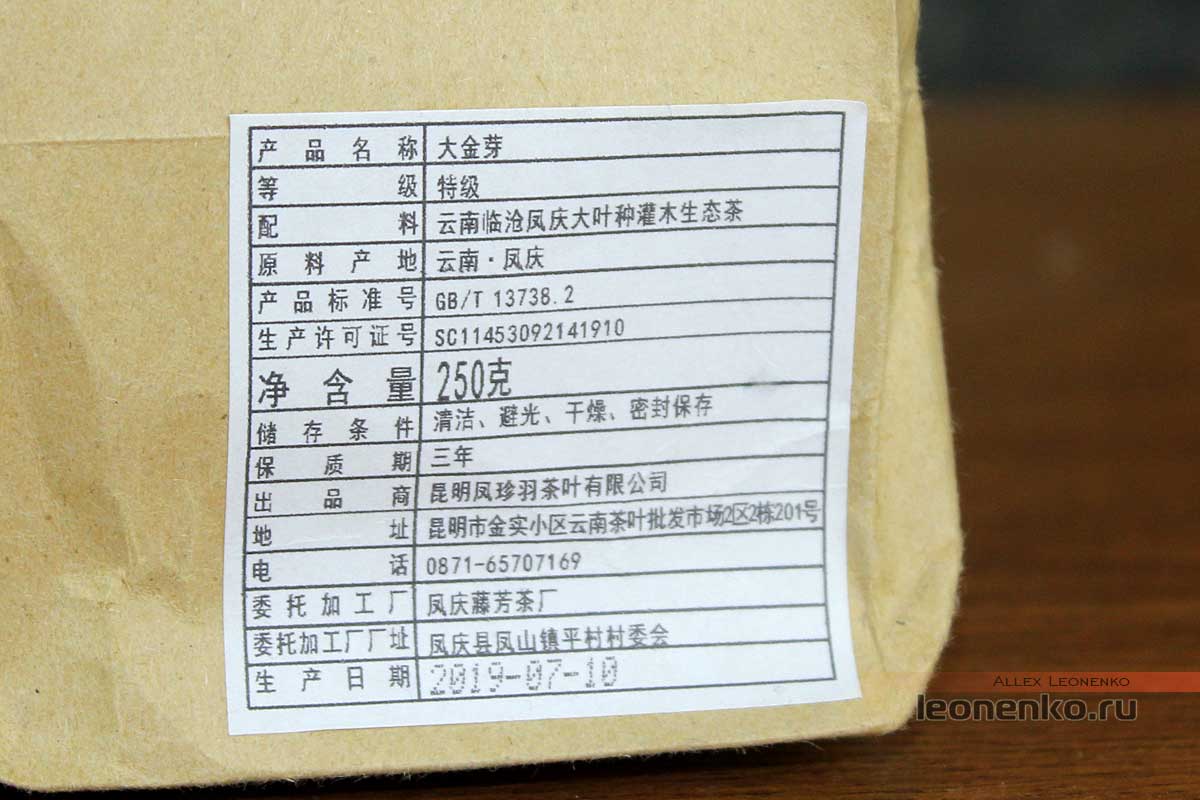 产品名称 大金芽
等级 特级
配料 云南临沧凤庆大叶种灌木生态茶
原料产地 云南·凤庆
产品标准号 GB/T 13738.2
生产许可证号 SC11453092141910
净含量 250克
储存条件 清洁、避光、干燥、密封保存
保质期 三年
出品商 昆明凤珍羽茶叶有限公司
地址 昆明市金实小区云南茶叶批发市场2区2栋201号
电话 0871-65707169
委托加工厂 凤庆藤芳茶厂
委托加工厂厂址 凤庆县凤山镇平村村委会
生产日期 2019-07-10
Allex Leonenko
leonenko.ru